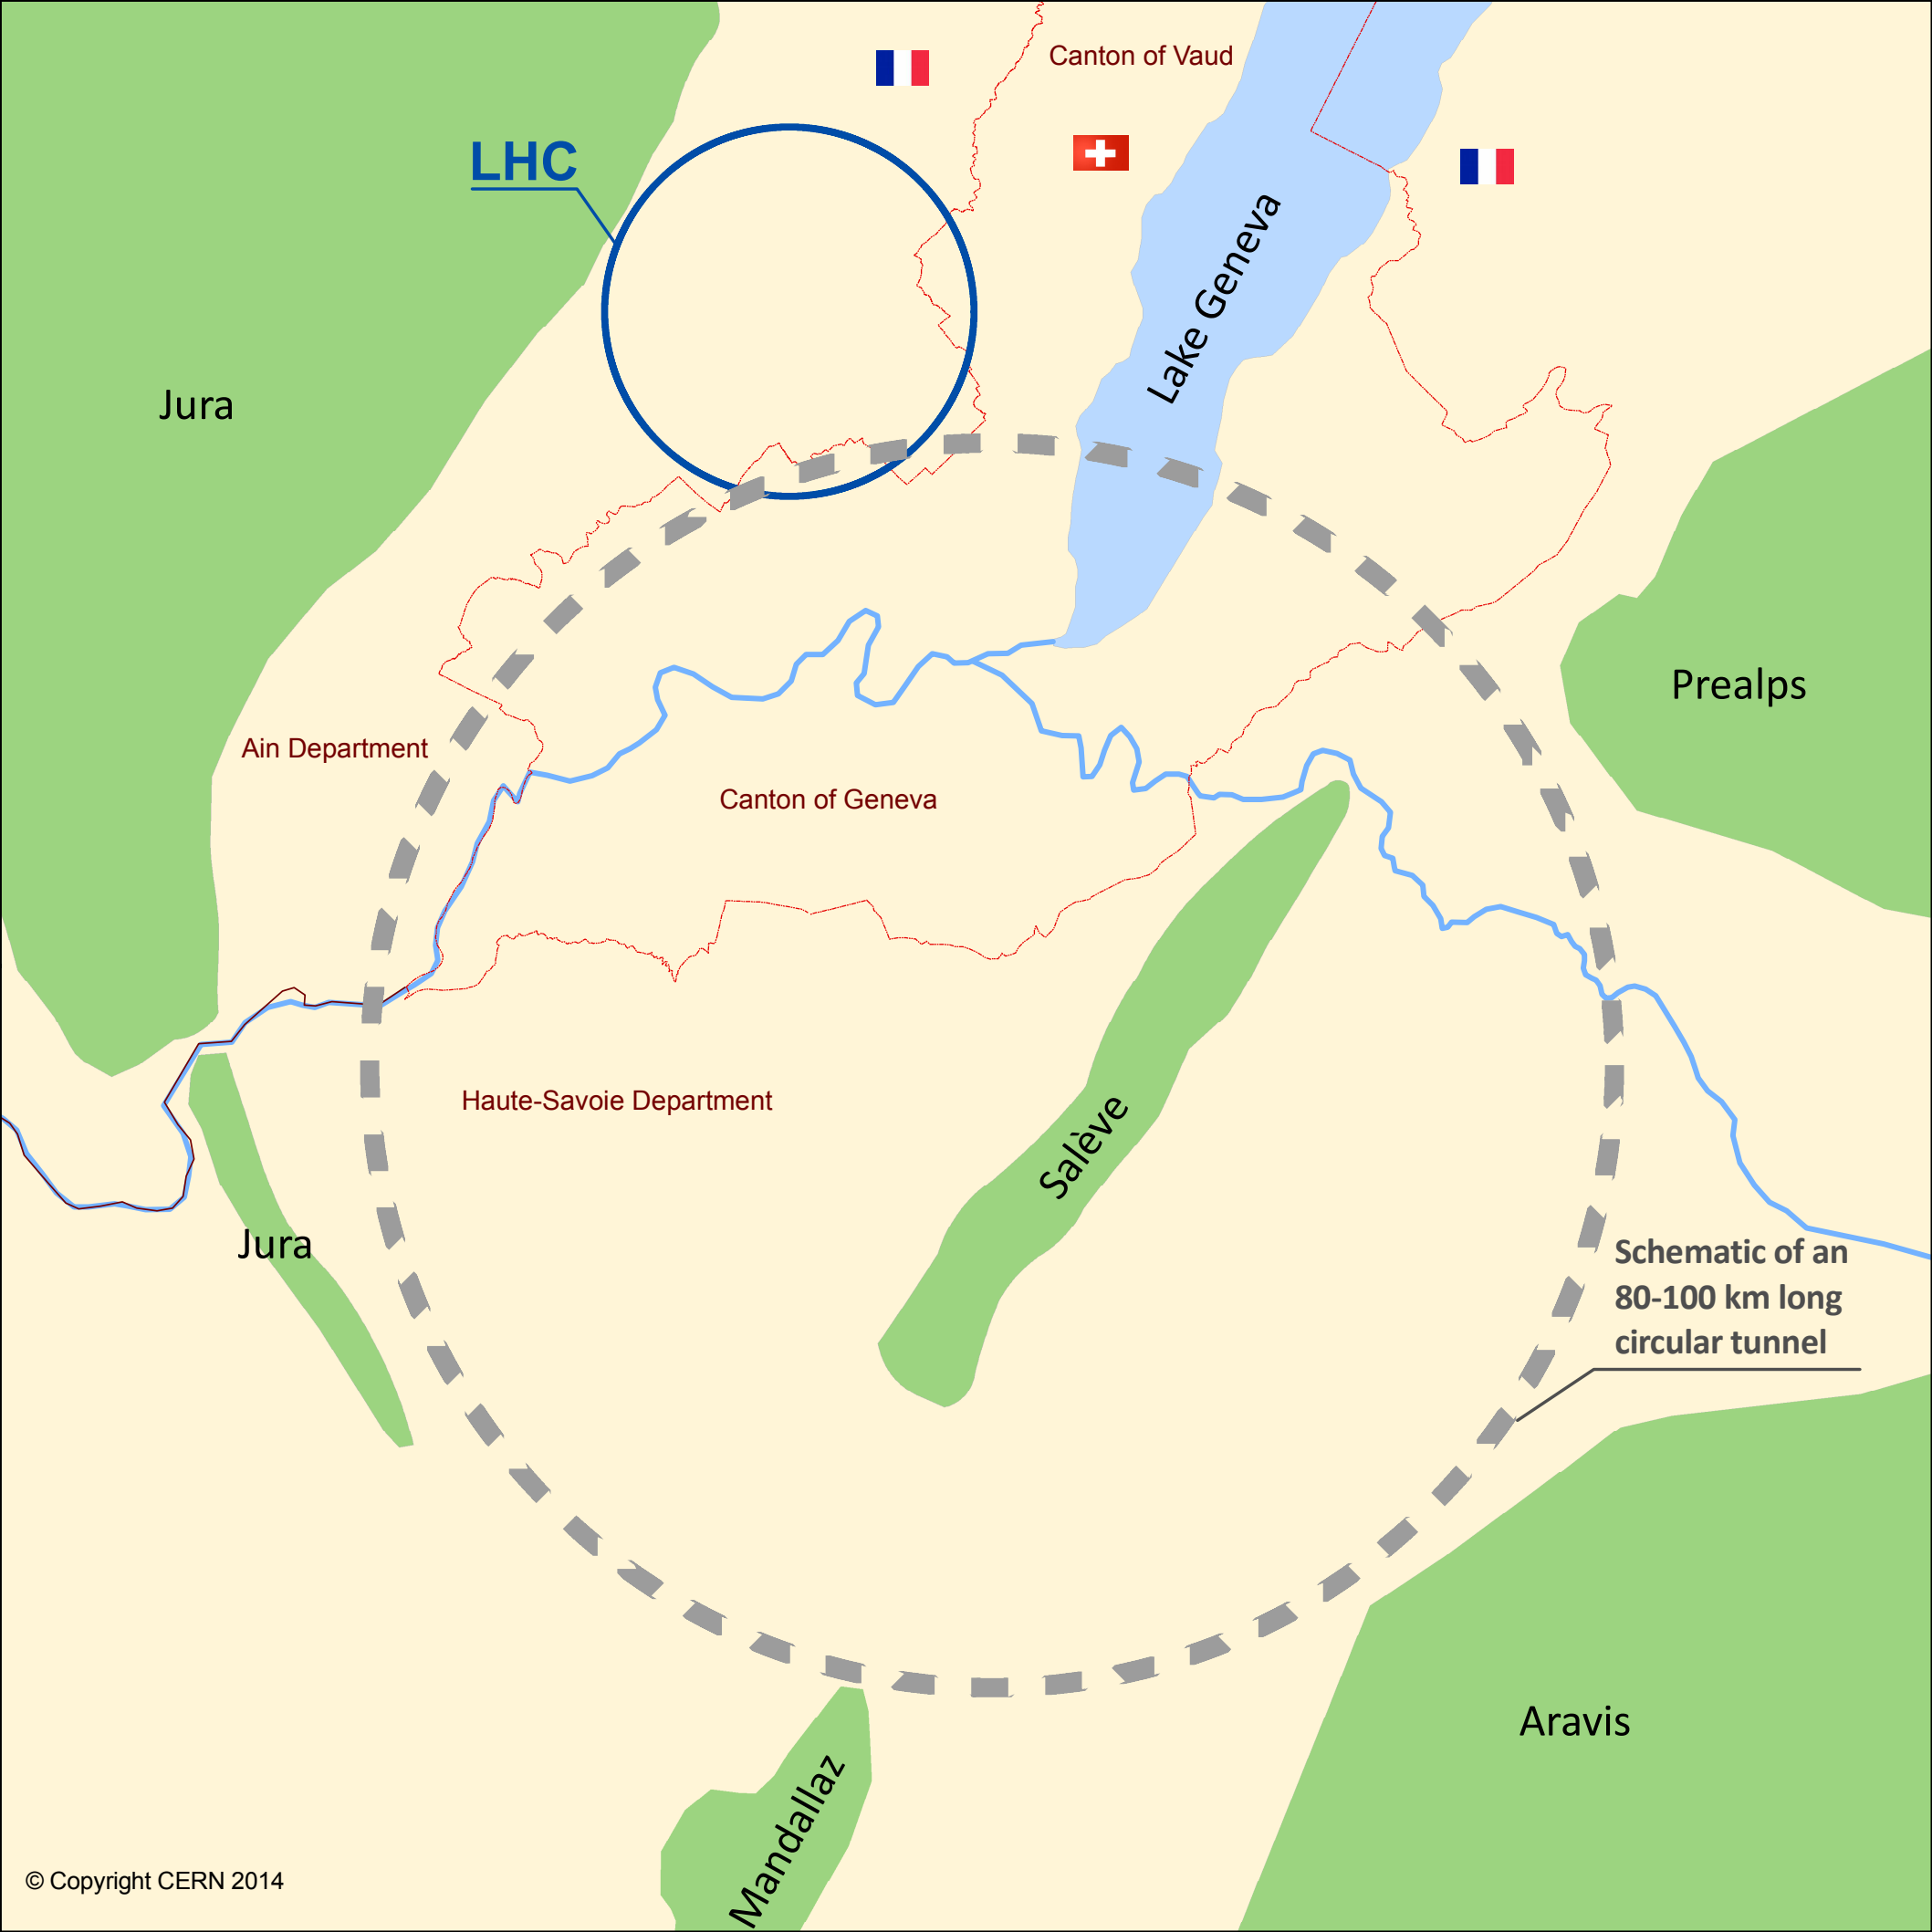 Canton of Vaud
LHC
Lake Geneva
Jura
Prealps
Ain Department
Canton of Geneva
Haute-Savoie Department
Salève
Jura
Schematic of an
80-100 km long
circular tunnel
Aravis
Mandallaz
© Copyright CERN 2014